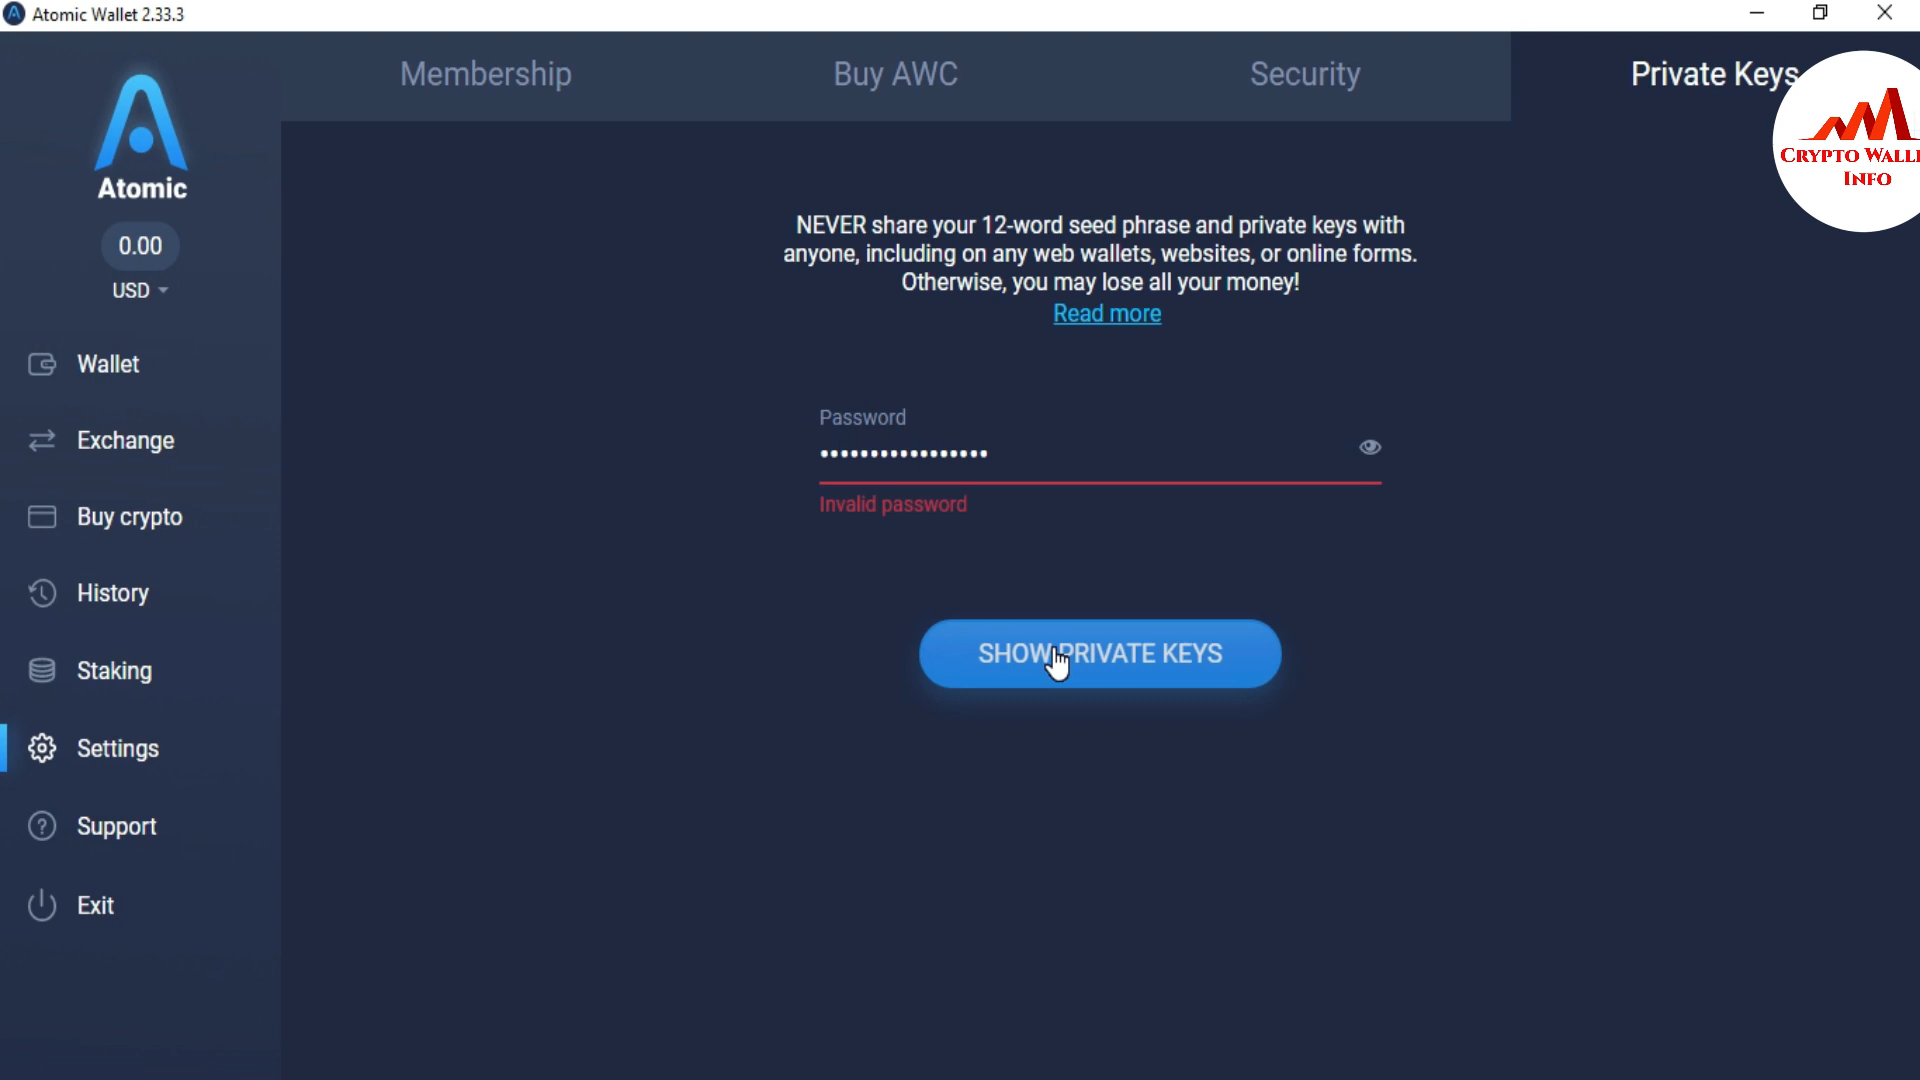 Atomic Wallet 2.33.3
Membership
Buy AWC
Security
Private Keys
CRYPTO
INFO
Atomic
0.00
USD
NEVER share your 12-word seed phrase and private keys with
anyone, including on any web wallets, websites, or online forms.
Otherwise, you may lose all your money!
Read more
Wallet
Exchange
Buy crypto
History
Staking
Settings
Support
Exit
Password
Invalid password
SHOW PRIVATE KEYS